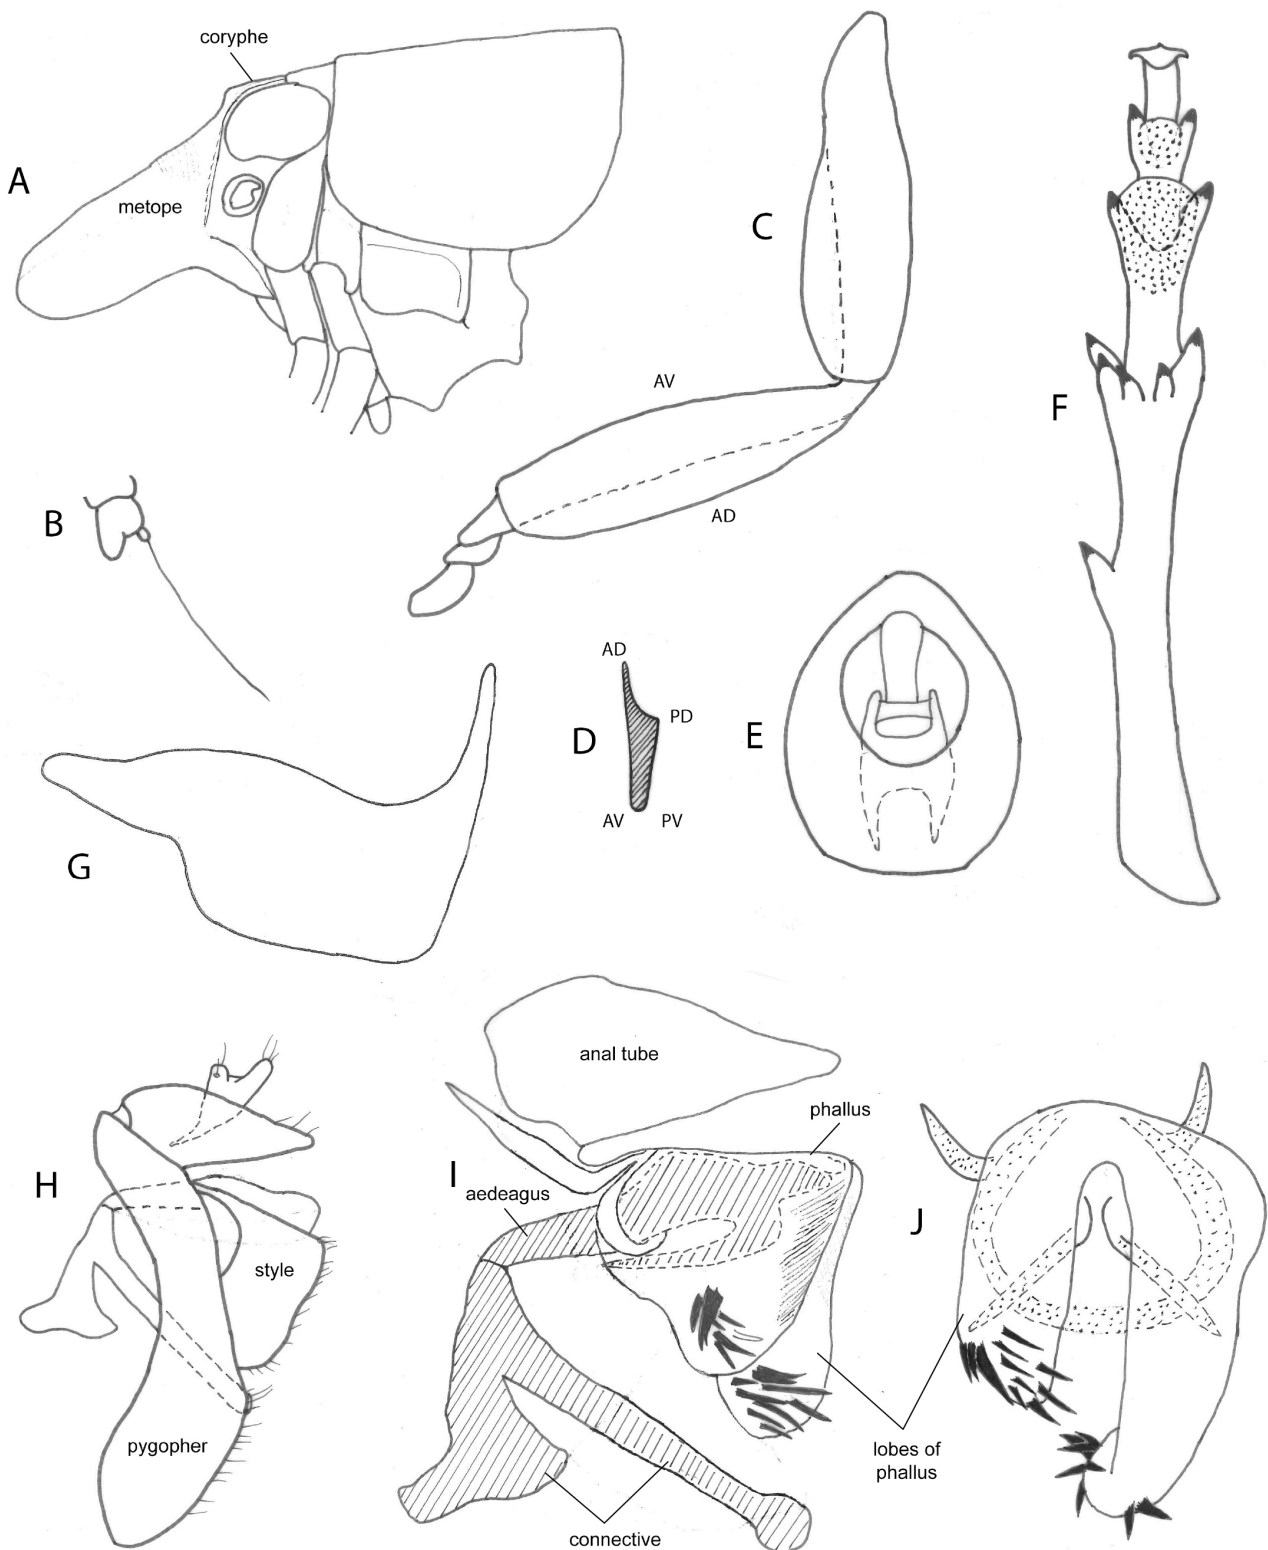 coryphe
A
metope
C
AV
F
B
AD
AD
D
PD
E
AV
PV
G
anal tube
phallus
H
I
aedeagus
J
style
pygopher
lobes of
phallus
connective